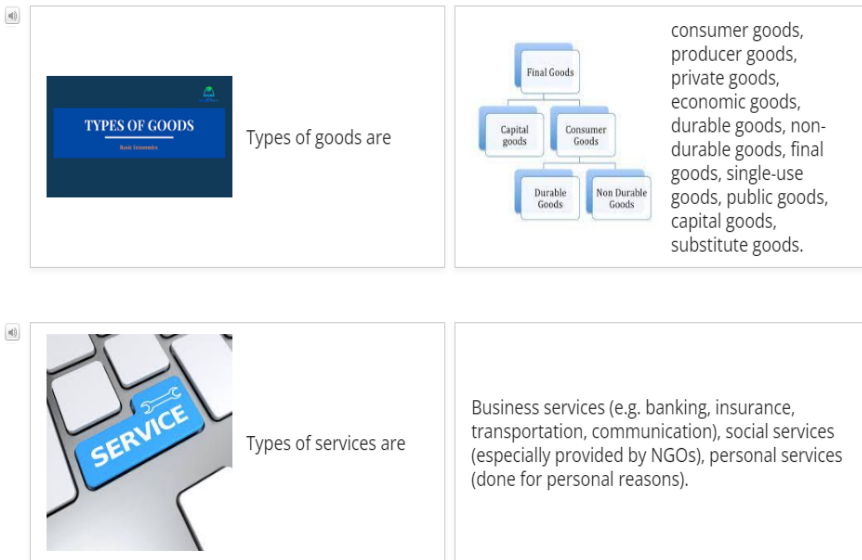 TYPES OF GOODS
Basic Economics
Types of goods are
Final Goods
Capital
goods
Consumer
Goods
Durable
Goods
Non Durable
Goods
consumer goods,
producer goods,
private goods,
economic goods,
durable goods, non-
durable goods, final
goods, single-use
goods, public goods,
capital goods,
substitute goods.
SERVICE
Types of services are
Business services (e.g. banking, insurance,
transportation, communication), social services
(especially provided by NGOs), personal services
(done for personal reasons).